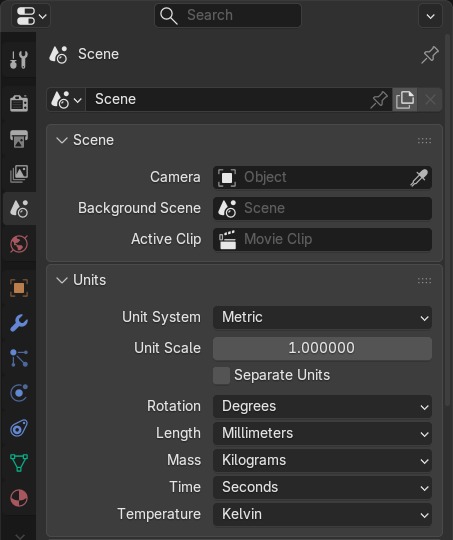 Search
Scene
Scene
Scene
Camera Object
Background Scene Scene
Active Clip Movie Clip
Units
Unit System Metric
Unit Scale 1.000000
Separate Units
Rotation Degrees
Length Millimeters
Mass Kilograms
Time Seconds
Temperature Kelvin